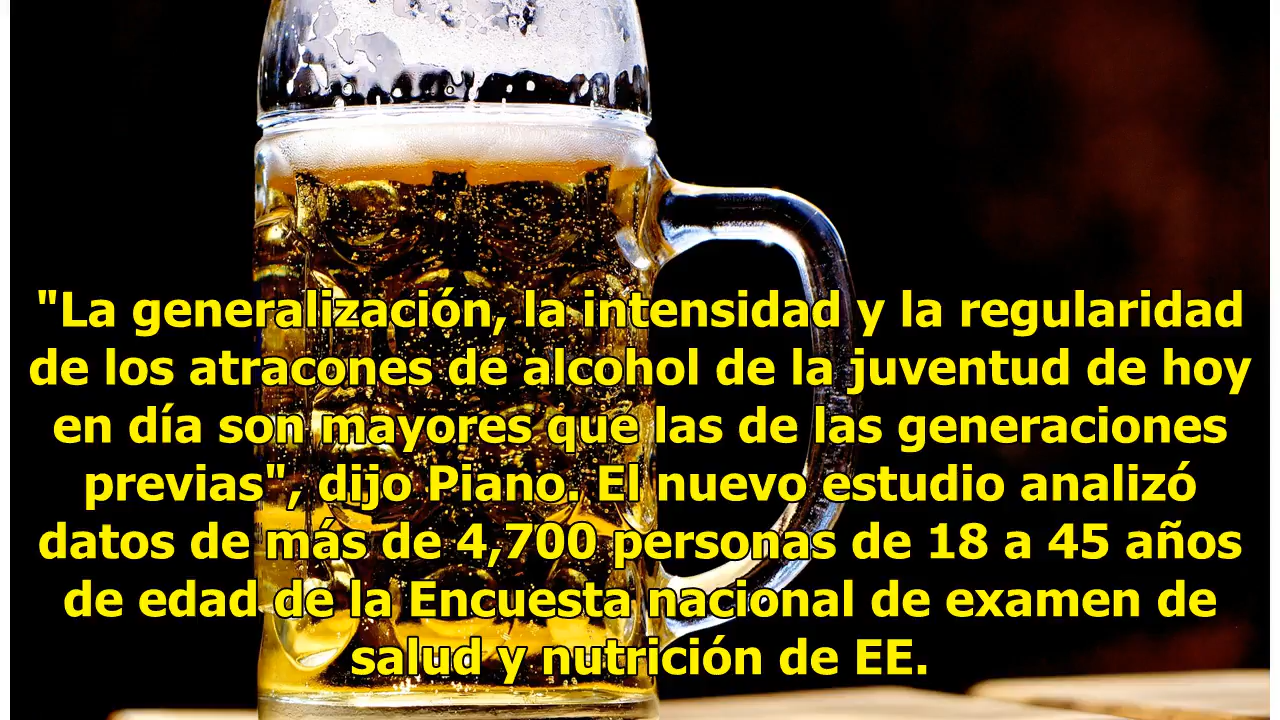 "La generalización, la intensidad y la regularidad
de los atracones de alcohol de la juventud de hoy
en día son mayores que las de las generaciones
previas", dijo Piano. El nuevo estudio analizó
datos de más de 4,700 personas de 18 a 45 años
de edad de la Encuesta nacional de examen de
salud y nutrición de EE.